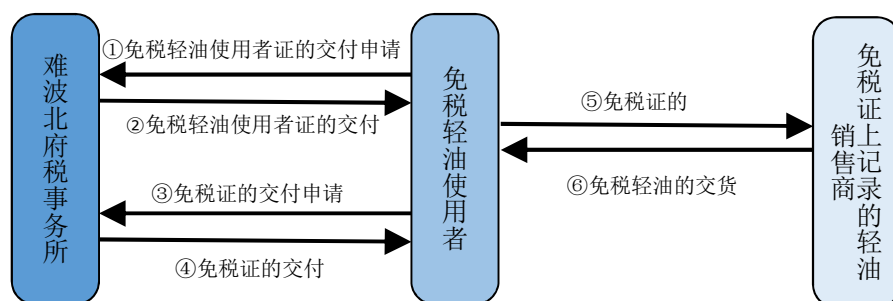 难波北府税事务所
①免税轻油使用者证的交付申请
②免税轻油使用者证的交付
③免税证的交付申请
④免税证的交付
免税轻油使用者
⑤免税证的
⑥免税轻油的交货
免税证上记录的轻油
销售商